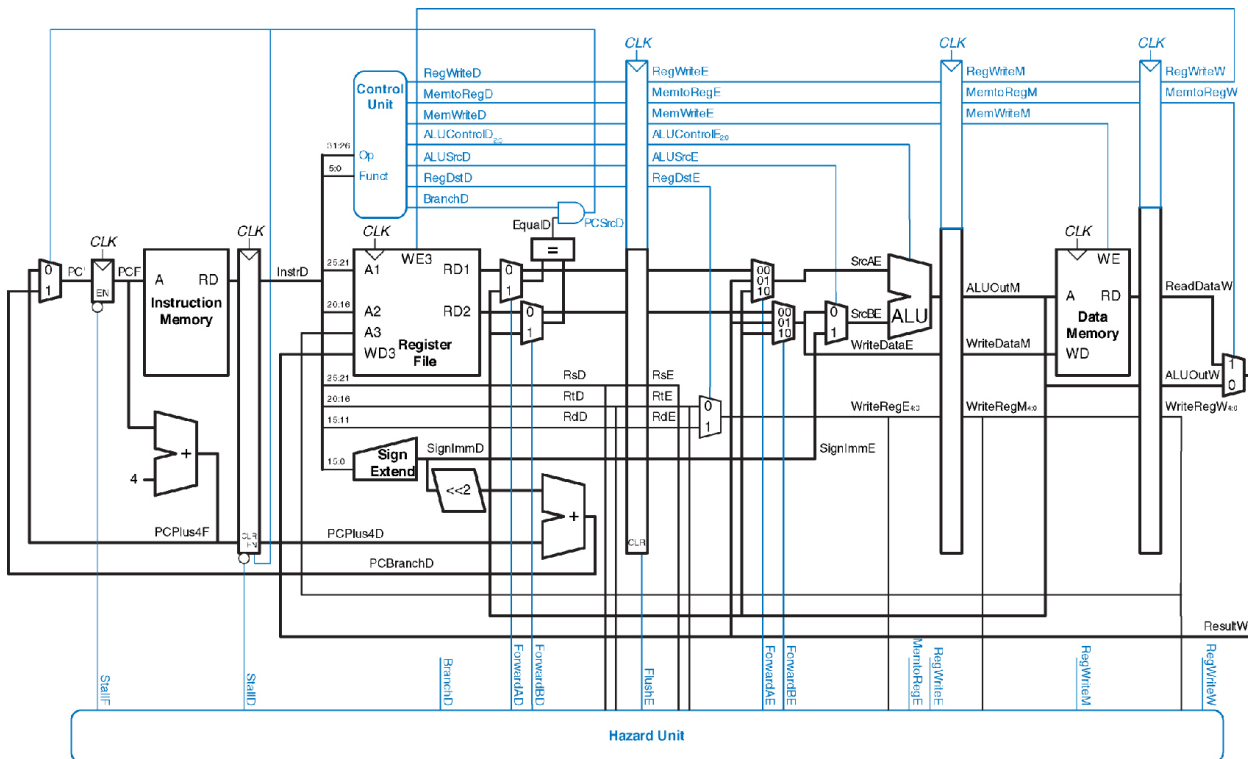 CLK CLK CLK
RegWriteD RegWriteE RegWriteM RegWriteW
Control Unit
MemtoRegD MemtoRegE MemtoRegM MemtoRegW
MemWriteD MemWriteE MemWriteM
ALUControlD2:0 ALUControlE2:0
31:26 Op ALUSrcD ALUSrcE
5:0 Funct RegDstD RegDstE
BranchD
EqualD PCSrcD
CLK CLK CLK CLK
0 1 PC' EN PCF A RD InstrD 25:21 A1 WE3 RD1 0 1 = 00 01 10 SrcAE ALUOutM WE A RD ReadDataW
Instruction Memory
20:16 A2 RD2 0 1 00 01 10 0 1 SrcBE ALU Data Memory
A3 WD3 Register File WriteDataE WriteDataM WD 1 0
25:21 RsD RsE ALUOutW
20:16 RtD RtE 0 1 WriteRegE4:0 WriteRegM4:0 WriteRegW4:0
15:11 RdD RdE
15:0 Sign Extend SignImmD SignImmE
4 + <<2 +
PCPlus4F CLR EN PCPlus4D CLR
PCBranchD
ResultW
StallF StallD BranchD ForwardAD ForwardBD FlushE ForwardAE ForwardBE MemtoRegE RegWriteE RegWriteM RegWriteW
Hazard Unit